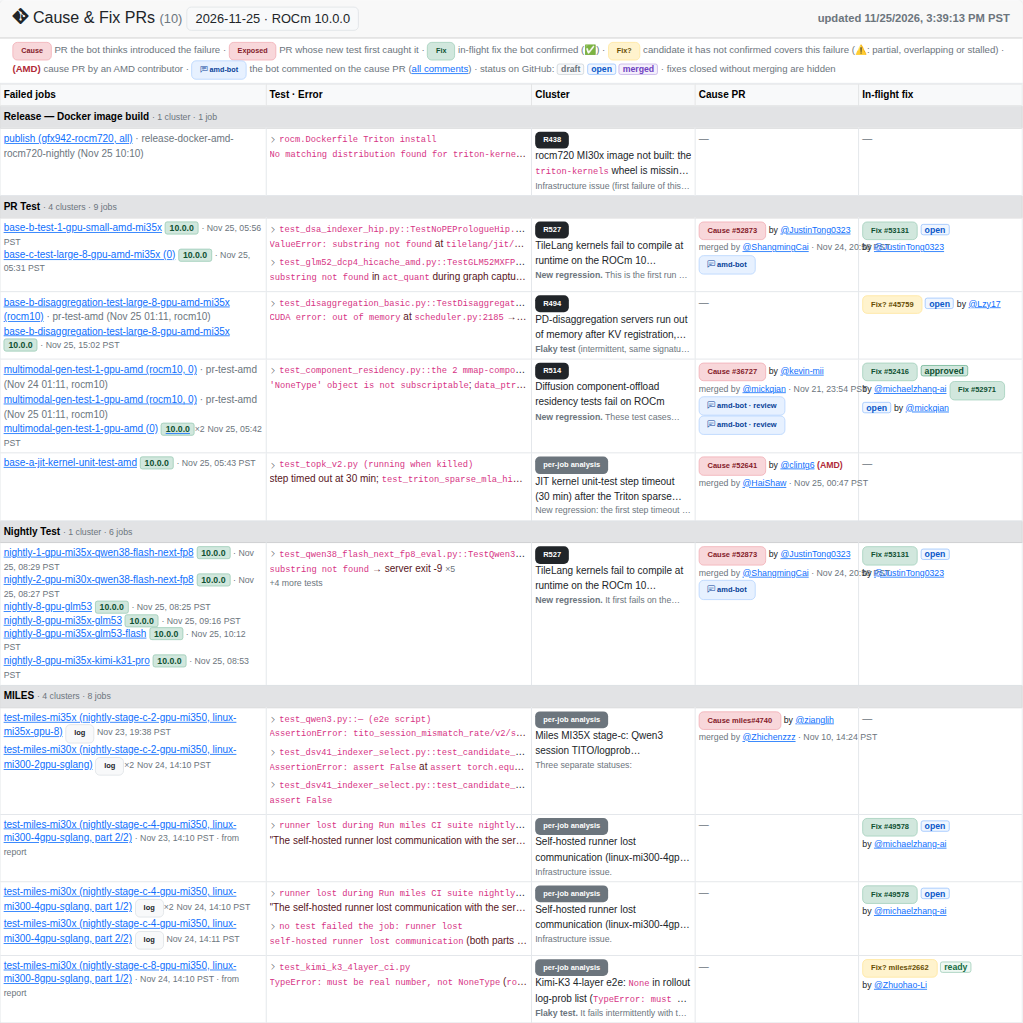 Cause & Fix PRs (10) 2026-11-25 · ROCm 10.0.0 updated 11/25/2026, 3:39:13 PM PST
Cause PR the bot thinks introduced the failure · Exposed PR whose new test first caught it · Fix in-flight fix the bot confirmed (✅) · Fix? candidate it has not confirmed covers this failure (⚠: partial, overlapping or stalled) ·
(AMD) cause PR by an AMD contributor · amd-bot the bot commented on the cause PR (all comments) · status on GitHub: draft open merged · fixes closed without merging are hidden
Failed jobs Test · Error Cluster Cause PR In-flight fix
Release — Docker image build · 1 cluster · 1 job
publish (gfx942-rocm720, all) · release-docker-amd-
rocm720-nightly (Nov 25 10:10)
rocm.Dockerfile Triton install
No matching distribution found for triton-kerne…
R438
rocm720 MI30x image not built: the
triton-kernels wheel is missin…
Infrastructure issue (first failure of this…
—
—
PR Test · 4 clusters · 9 jobs
base-b-test-1-gpu-small-amd-mi35x 10.0.0 · Nov 25, 05:56
PST
base-c-test-large-8-gpu-amd-mi35x (0) 10.0.0 · Nov 25,
05:31 PST
test_dsa_indexer_hip.py::TestNoPEPrologueHip.…
ValueError: substring not found at tilelang/jit/…
test_glm52_dcp4_hicache_amd.py::TestGLM52MXFP…
substring not found in act_quant during graph captu…
R527
TileLang kernels fail to compile at
runtime on the ROCm 10…
New regression. This is the first run …
Cause #52873 by @JustinTong0323
merged by @ShangmingCai · Nov 24, 20: PST
amd-bot
Fix #53131 open
by @JustinTong0323
base-b-disaggregation-test-large-8-gpu-amd-mi35x
(rocm10) · pr-test-amd (Nov 25 01:11, rocm10)
base-b-disaggregation-test-large-8-gpu-amd-mi35x
10.0.0 · Nov 25, 15:02 PST
test_disaggregation_basic.py::TestDisaggregat…
CUDA error: out of memory at scheduler.py:2185 →…
R494
PD-disaggregation servers run out
of memory after KV registration,…
Flaky test (intermittent, same signatu…
—
Fix? #45759 open by @Lzy17
multimodal-gen-test-1-gpu-amd (rocm10, 0) · pr-test-amd
(Nov 24 01:11, rocm10)
multimodal-gen-test-1-gpu-amd (rocm10, 0) · pr-test-amd
(Nov 25 01:11, rocm10)
multimodal-gen-test-1-gpu-amd (0) 10.0.0 ×2 Nov 25, 05:42
PST
test_component_residency.py::the 2 mmap-compo…
'NoneType' object is not subscriptable; data_ptr…
R514
Diffusion component-offload
residency tests fail on ROCm
New regression. These test cases…
Cause #36727 by @kevin-mii
merged by @mickqian · Nov 21, 23:54 PST
amd-bot · review
amd-bot · review
Fix #52416 approved
by @michaelzhang-ai Fix #52971
open by @mickqian
base-a-jit-kernel-unit-test-amd 10.0.0 · Nov 25, 05:43 PST
test_topk_v2.py (running when killed)
step timed out at 30 min; test_triton_sparse_mla_hi…
per-job analysis
JIT kernel unit-test step timeout
(30 min) after the Triton sparse…
New regression: the first step timeout …
Cause #52641 by @clintg6 (AMD)
merged by @HaiShaw · Nov 25, 00:47 PST
—
Nightly Test · 1 cluster · 6 jobs
nightly-1-gpu-mi35x-qwen38-flash-next-fp8 10.0.0 · Nov
25, 08:29 PST
nightly-2-gpu-mi35x-qwen38-flash-next-fp8 10.0.0 · Nov
25, 08:27 PST
nightly-8-gpu-glm53 10.0.0 · Nov 25, 08:25 PST
nightly-8-gpu-mi35x-glm53 10.0.0 · Nov 25, 09:16 PST
nightly-8-gpu-mi35x-glm53-flash 10.0.0 · Nov 25, 10:12
PST
nightly-8-gpu-mi35x-kimi-k31-pro 10.0.0 · Nov 25, 08:53
PST
test_qwen38_flash_next_fp8_eval.py::TestQwen3…
substring not found → server exit -9 ×5
+4 more tests
R527
TileLang kernels fail to compile at
runtime on the ROCm 10…
New regression. It first fails on the…
Cause #52873 by @JustinTong0323
merged by @ShangmingCai · Nov 24, 20: PST
amd-bot
Fix #53131 open
by @JustinTong0323
MILES · 4 clusters · 8 jobs
test-miles-mi35x (nightly-stage-c-2-gpu-mi350, linux-
mi35x-gpu-8) log Nov 23, 19:38 PST
test-miles-mi30x (nightly-stage-c-2-gpu-mi350, linux-
mi300-2gpu-sglang) log ×2 Nov 24, 14:10 PST
test_qwen3.py::— (e2e script)
AssertionError: tito_session_mismatch_rate/v2/s…
test_dsv41_indexer_select.py::test_candidate_…
AssertionError: assert False at assert torch.equ…
test_dsv41_indexer_select.py::test_candidate_…
assert False
per-job analysis
Miles MI35X stage-c: Qwen3
session TITO/logprob…
Three separate statuses:
Cause miles#4740 by @zianglih
merged by @Zhichenzzz · Nov 10, 14:24 PST
—
test-miles-mi30x (nightly-stage-c-4-gpu-mi350, linux-
mi300-4gpu-sglang, part 2/2) · Nov 23, 14:10 PST · from
report
runner lost during Run miles CI suite nightly…
"The self-hosted runner lost communication with the ser…
per-job analysis
Self-hosted runner lost
communication (linux-mi300-4gp…
Infrastructure issue.
—
Fix #49578 open
by @michaelzhang-ai
test-miles-mi30x (nightly-stage-c-4-gpu-mi350, linux-
mi300-4gpu-sglang, part 1/2) log ×2 Nov 24, 14:10 PST
test-miles-mi30x (nightly-stage-c-4-gpu-mi350, linux-
mi300-4gpu-sglang, part 2/2) log Nov 24, 14:11 PST
runner lost during Run miles CI suite nightly…
"The self-hosted runner lost communication with the ser…
no test failed the job: runner lost
self-hosted runner lost communication (both parts …
per-job analysis
Self-hosted runner lost
communication (linux-mi300-4gp…
Infrastructure issue.
—
Fix #49578 open
by @michaelzhang-ai
test-miles-mi30x (nightly-stage-c-8-gpu-mi350, linux-
mi300-8gpu-sglang, part 1/2) · Nov 24, 14:10 PST · from
report
test_kimi_k3_4layer_ci.py
TypeError: must be real number, not NoneType (ro…
per-job analysis
Kimi-K3 4-layer e2e: None in rollout
log-prob list (TypeError: must …
Flaky test. It fails intermittently with t…
—
Fix? miles#2662 ready
by @Zhuohao-Li